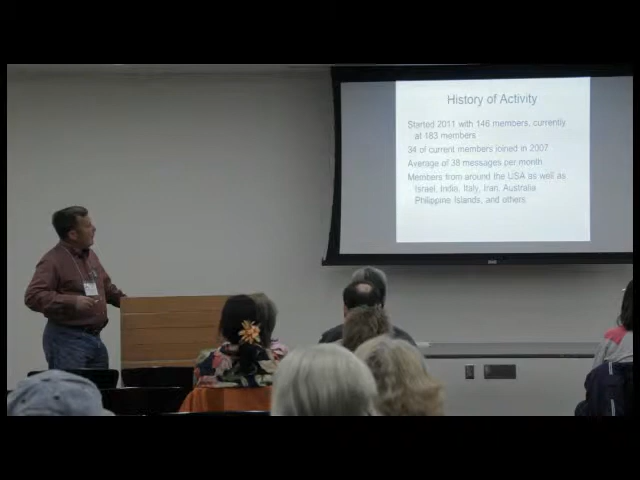 History of Activity
Started 2011 with 146 members, currently
at 183 members
34 of current members joined in 2007
Average of 38 messages per month
Members from around the USA as well as
Israel, India, Italy, Iran, Australia
Philippine Islands, and others